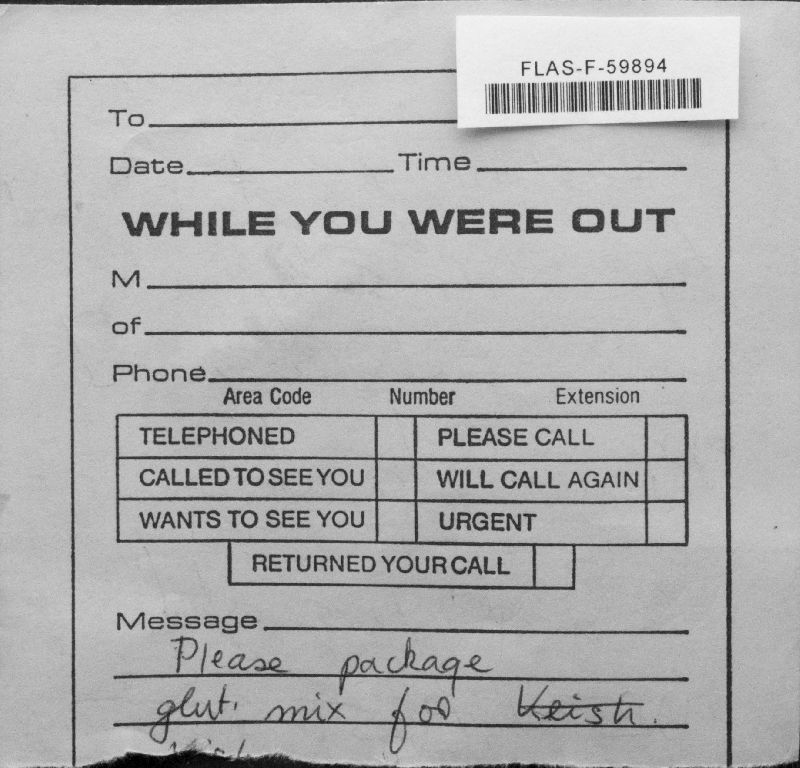 FLAS-F-59894
To
Date Time
WHILE YOU WERE OUT
M
of
Phone
Area Code Number Extension
TELEPHONED PLEASE CALL
CALLED TO SEE YOU WILL CALL AGAIN
WANTS TO SEE YOU URGENT
RETURNED YOUR CALL
Message
Please package
glut. mix for Keish.